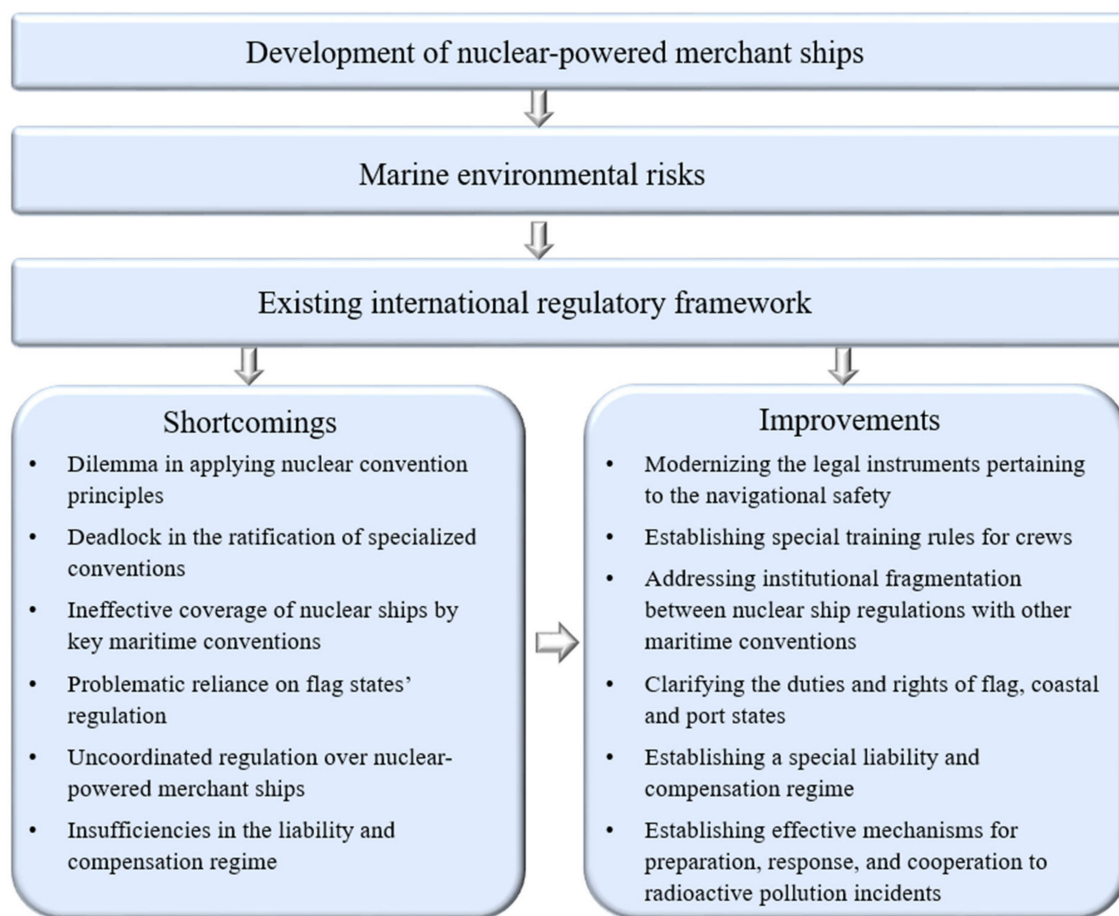 Development of nuclear-powered merchant ships
Marine environmental risks
Existing international regulatory framework
Shortcomings
• Dilemma in applying nuclear convention
principles
• Deadlock in the ratification of specialized
conventions
• Ineffective coverage of nuclear ships by
key maritime conventions
• Problematic reliance on flag states’
regulation
• Uncoordinated regulation over nuclear-
powered merchant ships
• Insufficiencies in the liability and
compensation regime
Improvements
• Modernizing the legal instruments pertaining
to the navigational safety
• Establishing special training rules for crews
• Addressing institutional fragmentation
between nuclear ship regulations with other
maritime conventions
• Clarifying the duties and rights of flag, coastal
and port states
• Establishing a special liability and
compensation regime
• Establishing effective mechanisms for
preparation, response, and cooperation to
radioactive pollution incidents